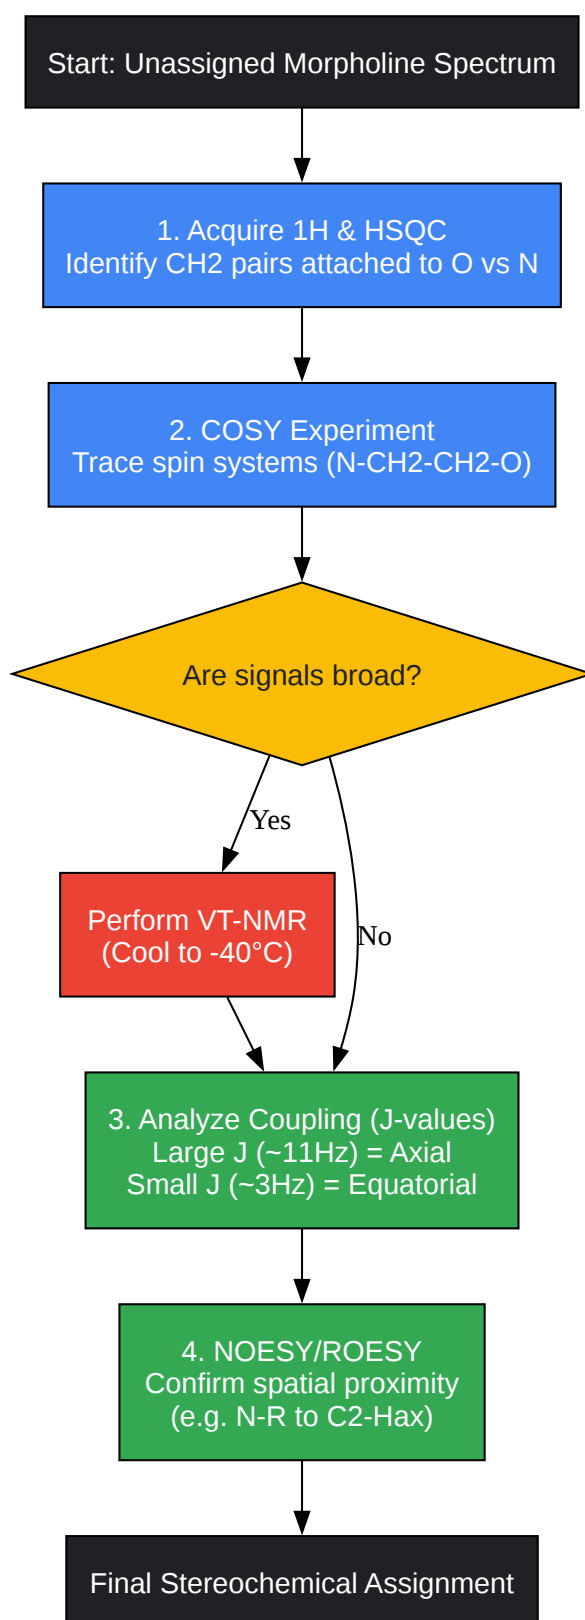 Start: Unassigned Morpholine Spectrum
1. Acquire 1H & HSQC
Identify CH2 pairs attached to O vs N
2. COSY Experiment
Trace spin systems (N-CH2-CH2-O)
Are signals broad?
Yes
Perform VT-NMR
(Cool to -40°C)
No
3. Analyze Coupling (J-values)
Large J (~11Hz) = Axial
Small J (~3Hz) = Equatorial
4. NOESY/ROESY
Confirm spatial proximity
(e.g. N-R to C2-Hax)
Final Stereochemical Assignment